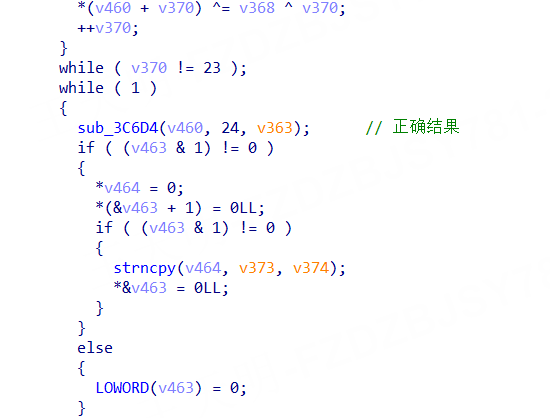 *(v460 + v370) ^= v368 ^ v370;
++v370;
}
while ( v370 != 23 );
while ( 1 )
{
sub_3C6D4(v460, 24, v363); // 正确结果
if ( (v463 & 1) != 0 )
{
*v464 = 0;
*(&v463 + 1) = 0LL;
if ( (v463 & 1) != 0 )
{
strncpy(v464, v373, v374);
*&v463 = 0LL;
}
}
else
{
LOWORD(v463) = 0;
}